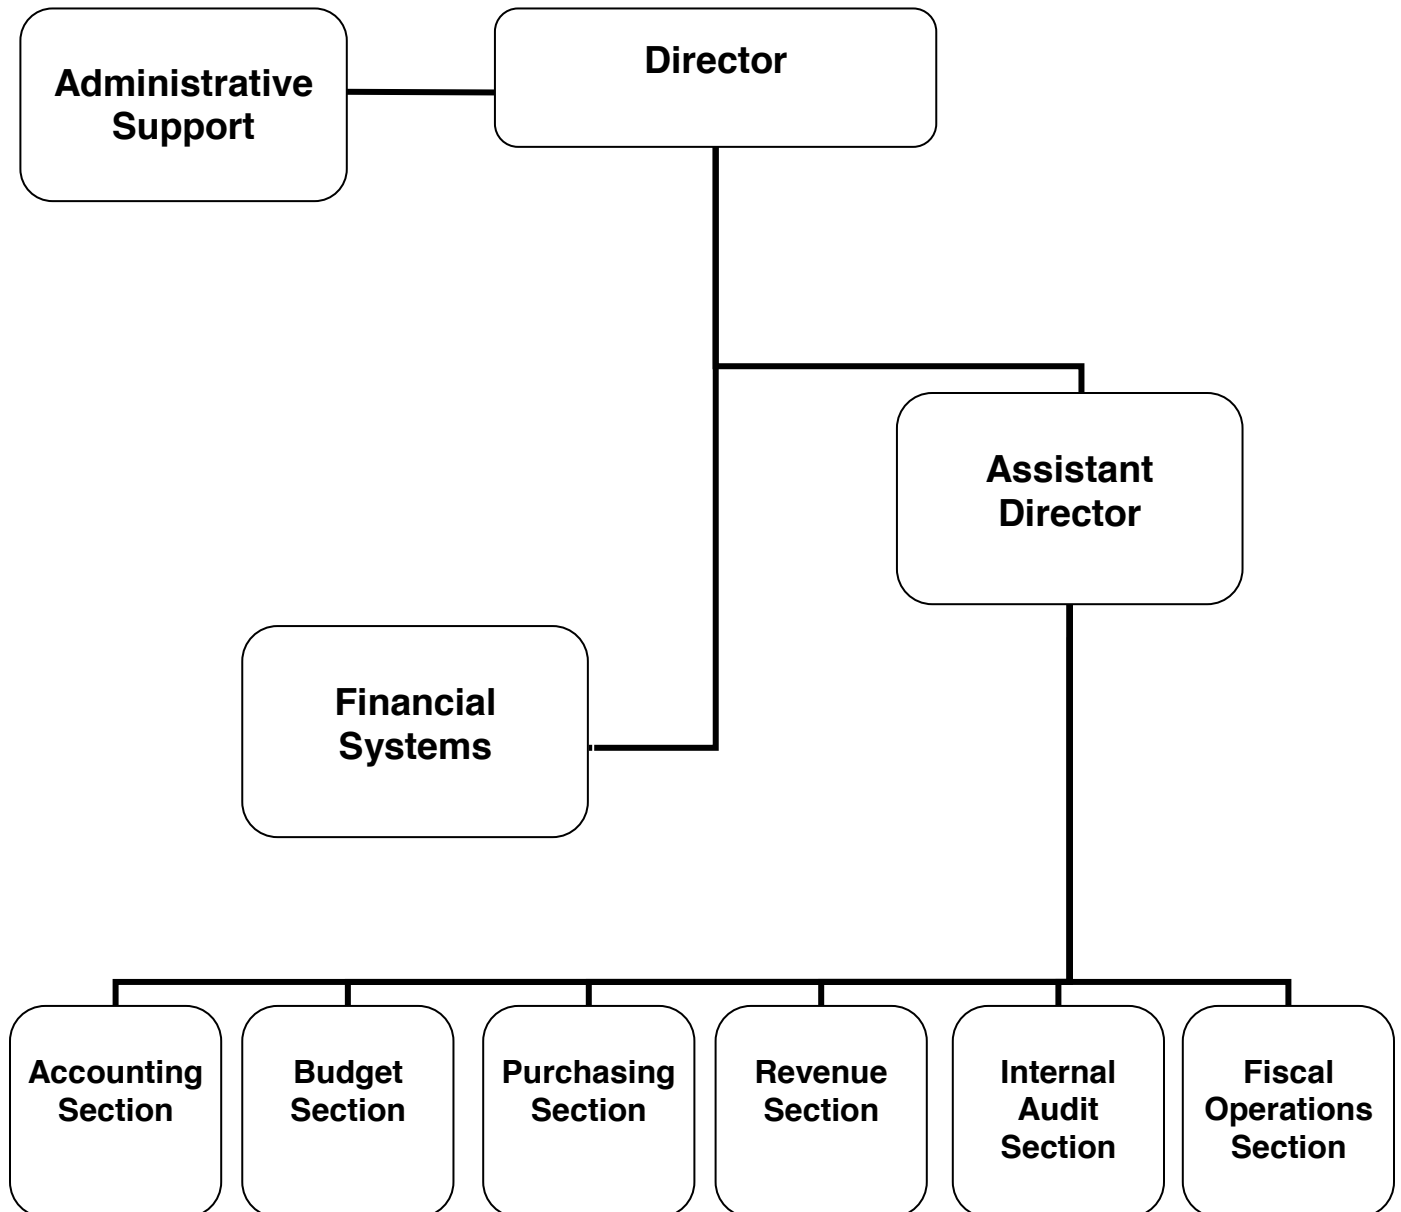 Administrative
Support
Director
Assistant
Director
Financial
Systems
Accounting
Section
Budget
Section
Purchasing
Section
Revenue
Section
Internal
Audit
Section
Fiscal
Operations
Section